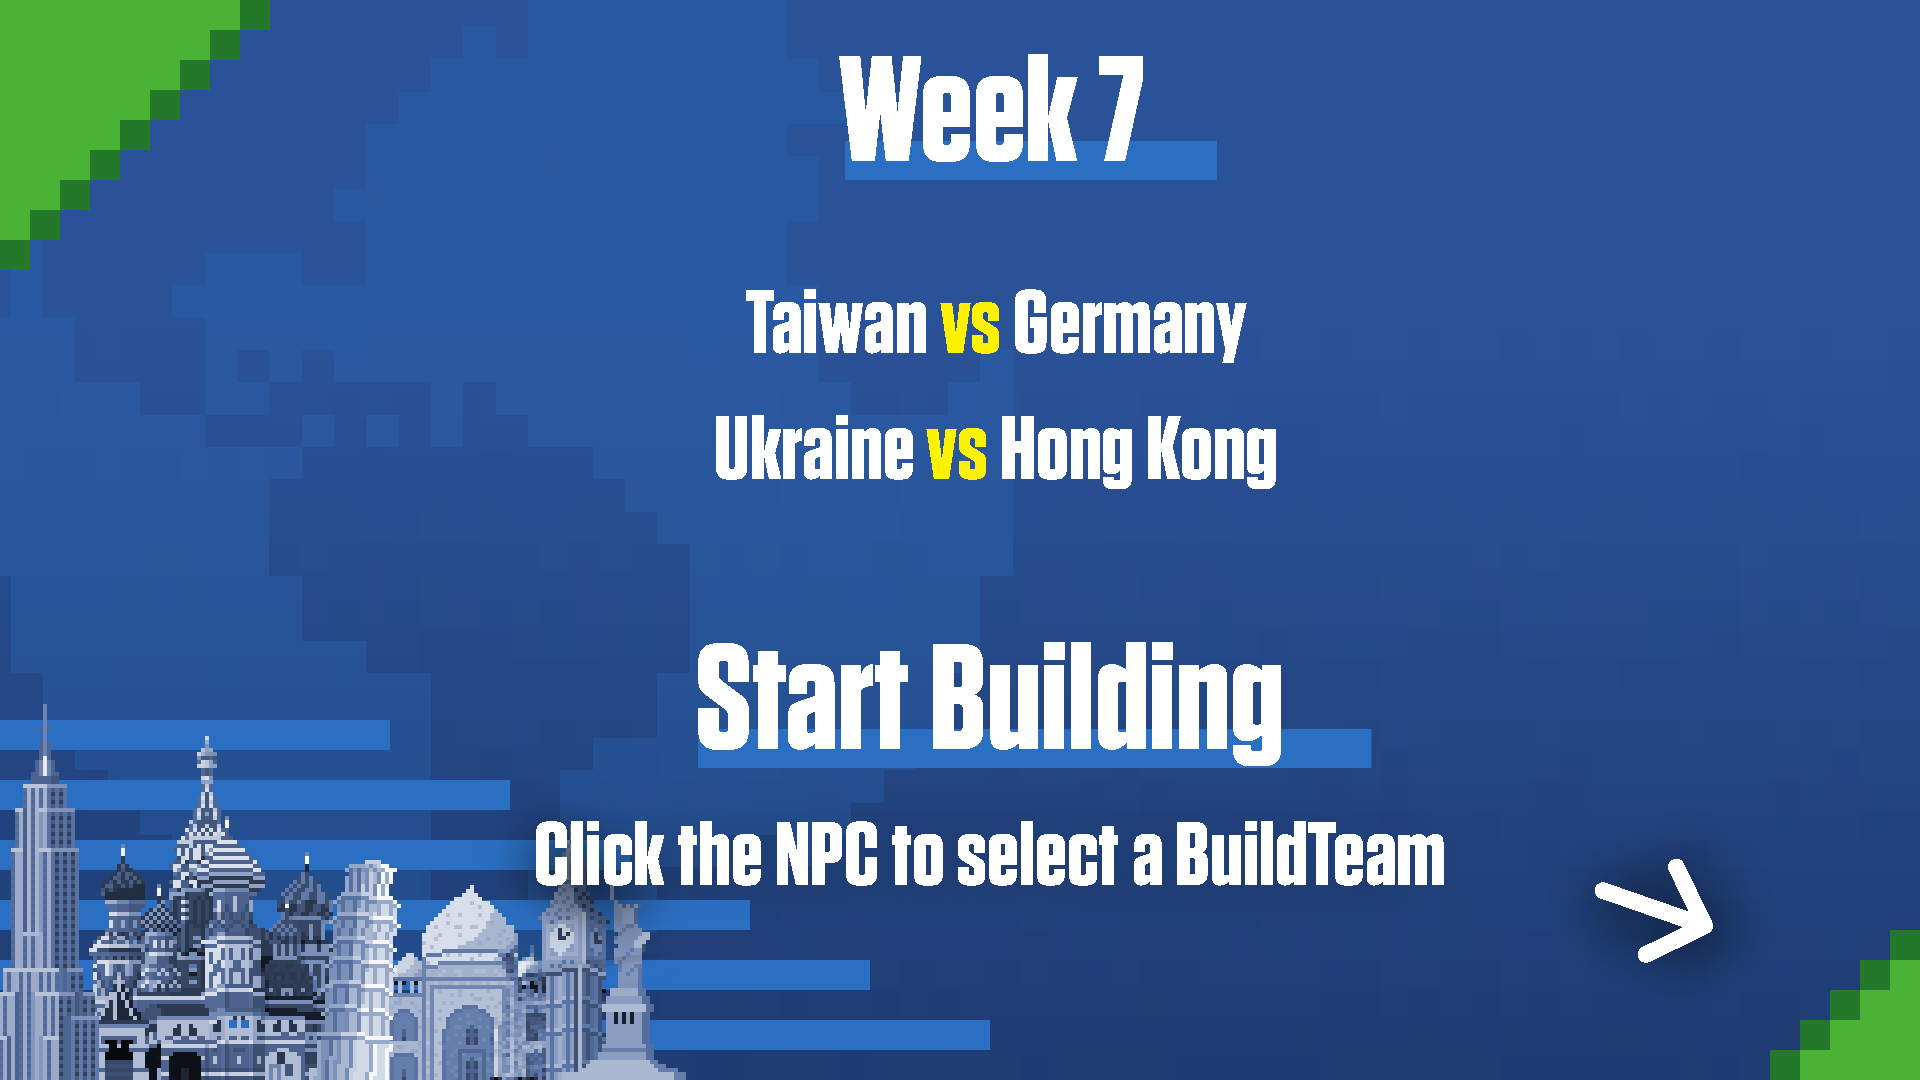 Week 7
Taiwan vs Germany
Ukraine vs Hong Kong
Start Building
Click the NPC to select a BuildTeam